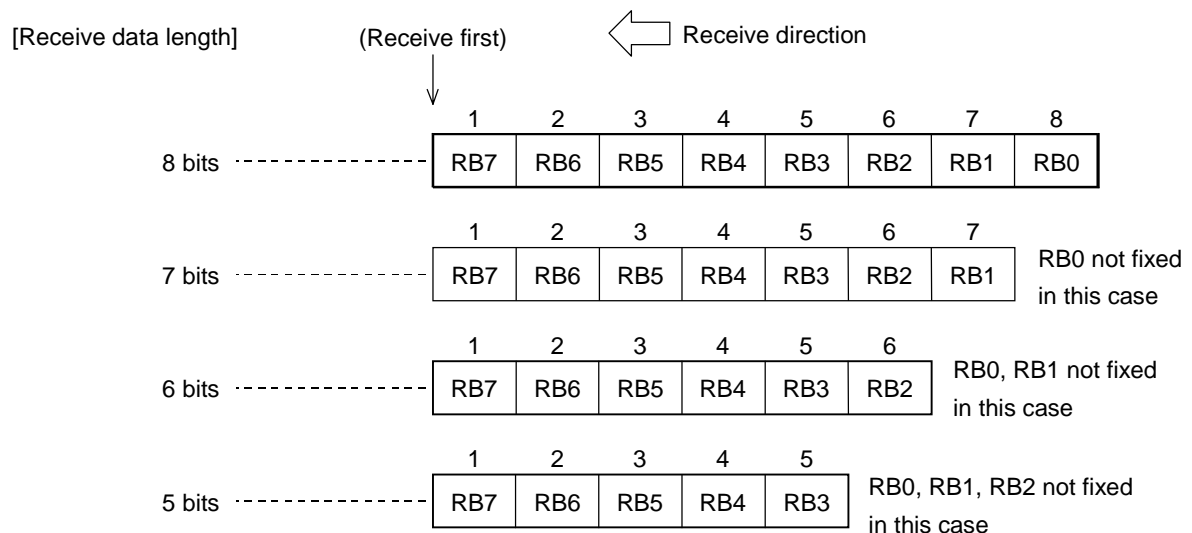 [Receive data length] (Receive first) Receive direction
1 2 3 4 5 6 7 8
8 bits RB7 RB6 RB5 RB4 RB3 RB2 RB1 RB0
1 2 3 4 5 6 7
7 bits RB7 RB6 RB5 RB4 RB3 RB2 RB1 RB0 not fixed
in this case
1 2 3 4 5 6
6 bits RB7 RB6 RB5 RB4 RB3 RB2 RB0, RB1 not fixed
in this case
1 2 3 4 5
5 bits RB7 RB6 RB5 RB4 RB3 RB0, RB1, RB2 not fixed
in this case